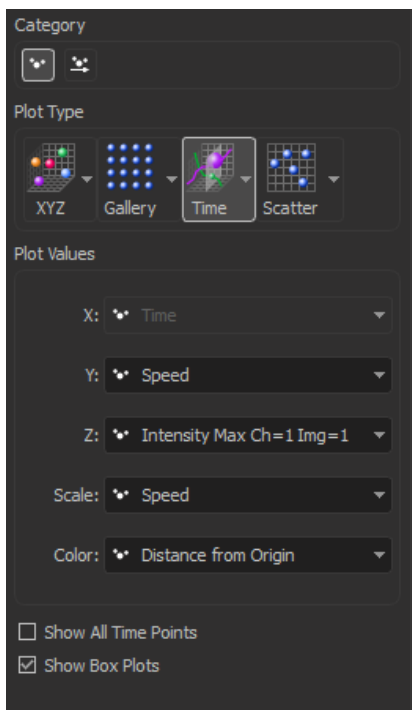 Category
Plot Type
XYZ Gallery Time Scatter
Plot Values
X: Time
Y: Speed
Z: Intensity Max Ch=1 Img=1
Scale: Speed
Color: Distance from Origin
Show All Time Points
Show Box Plots